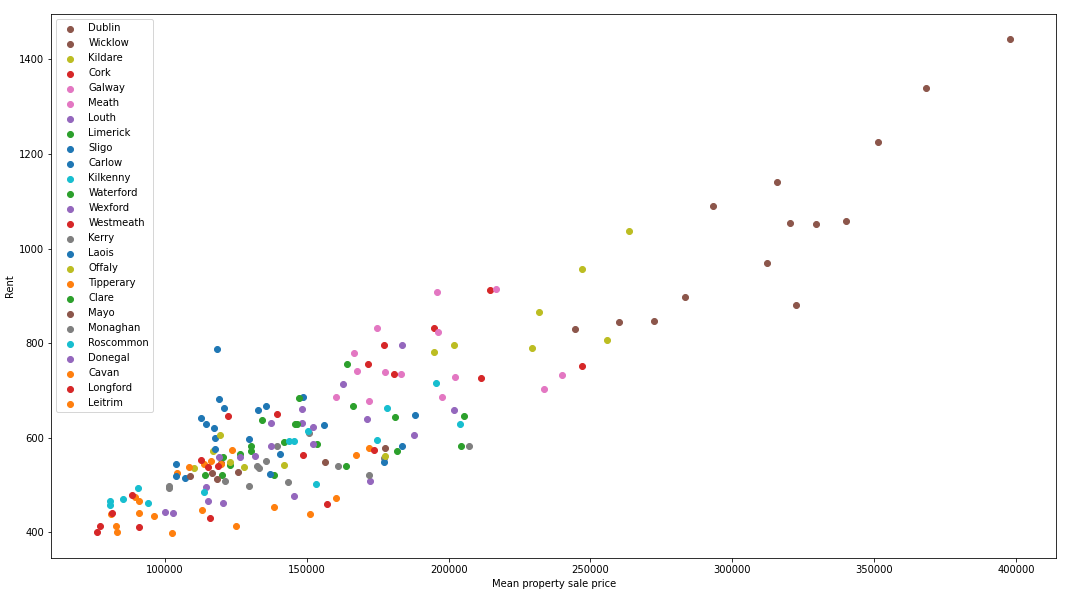 Dublin
Wicklow
Kildare
Cork
Galway
Meath
Louth
Limerick
Sligo
Carlow
Kilkenny
Waterford
Wexford
Westmeath
Kerry
Laois
Offaly
Tipperary
Clare
Mayo
Monaghan
Roscommon
Donegal
Cavan
Longford
Leitrim
Rent
1400
1200
1000
800
600
400
100000 150000 200000 250000 300000 350000 400000
Mean property sale price